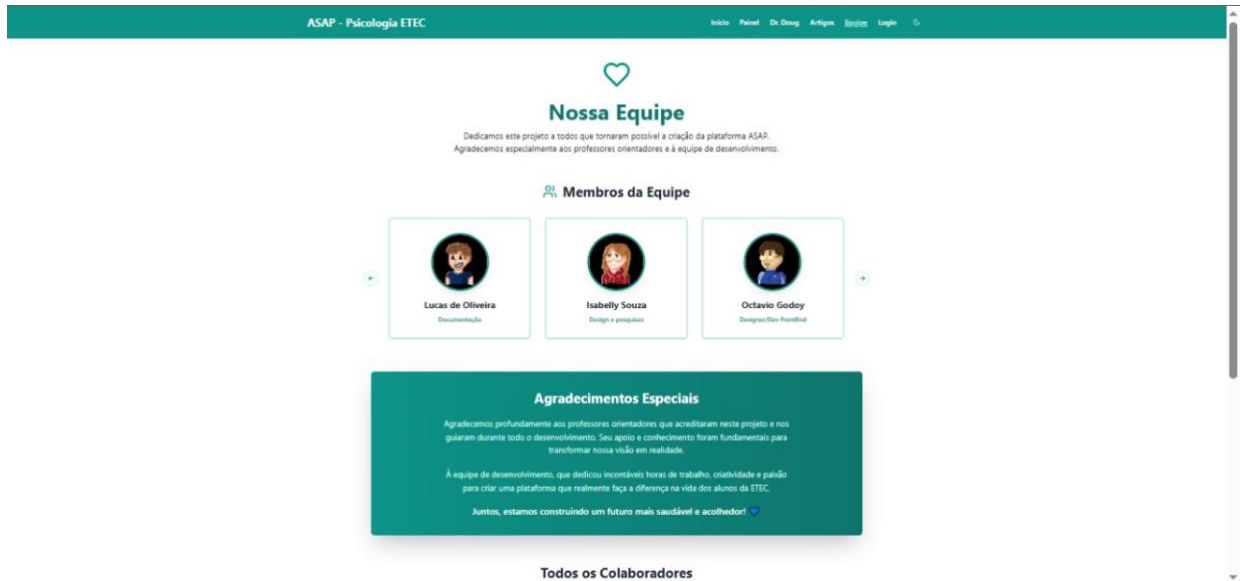 ASAP - Psicologia ETEC
Início Painel Dr. Doug Artigos Equipe Login
Nossa Equipe
Dedicamos este projeto a todos que tornaram possível a criação da plataforma ASAP.
Agradecemos especialmente aos professores orientadores e à equipe de desenvolvimento.
Membros da Equipe
Lucas de Oliveira
Documentação
Isabelly Souza
Design e pesquisas
Octavio Godoy
Designer/Dev FrontEnd
Agradecimentos Especiais
Agradecemos profundamente aos professores orientadores que acreditaram neste projeto e nos
guiaram durante todo o desenvolvimento. Seu apoio e conhecimento foram fundamentais para
transformar nossa visão em realidade.
À equipe de desenvolvimento, que dedicou incontáveis horas de trabalho, criatividade e paixão
para criar uma plataforma que realmente faça a diferença na vida dos alunos da ETEC.
Juntos, estamos construindo um futuro mais saudável e acolhedor! 💙
Todos os Colaboradores